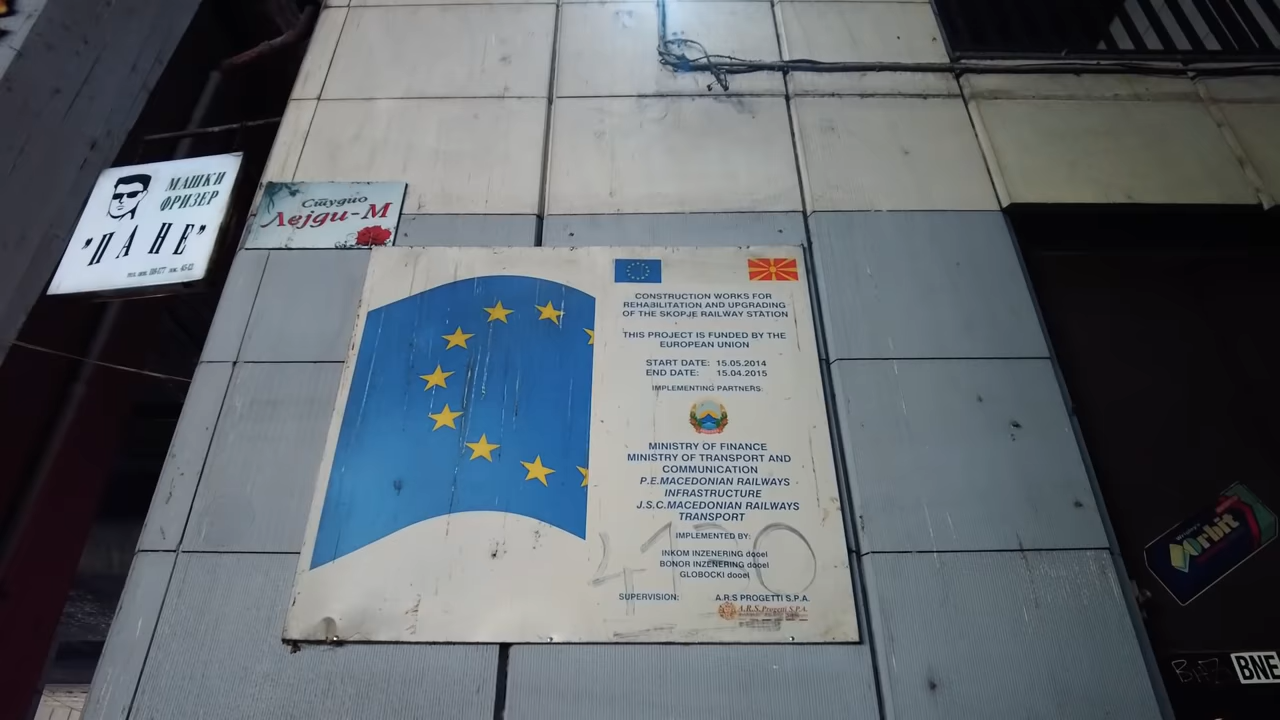 МАШКИ
ФРИЗЕР
"ПАНЕ"
Студио
Лејди-М
CONSTRUCTION WORKS FOR
REHABILITATION AND UPGRADING
OF THE SKOPJE RAILWAY STATION
THIS PROJECT IS FUNDED BY THE
EUROPEAN UNION
START DATE: 15.05.2014
END DATE: 15.04.2015
IMPLEMENTING PARTNERS:
MINISTRY OF FINANCE
MINISTRY OF TRANSPORT AND
COMMUNICATION
P.E.MACEDONIAN RAILWAYS
INFRASTRUCTURE
J.S.C.MACEDONIAN RAILWAYS
TRANSPORT
IMPLEMENTED BY:
INKOM INZENERING dooel
BONOR INZENERING dooel
GLOBOCKI dooel
SUPERVISION: A.R.S PROGETTI S.P.A.
A.R.S. Progetti S.P.A.
Orbit
BNE